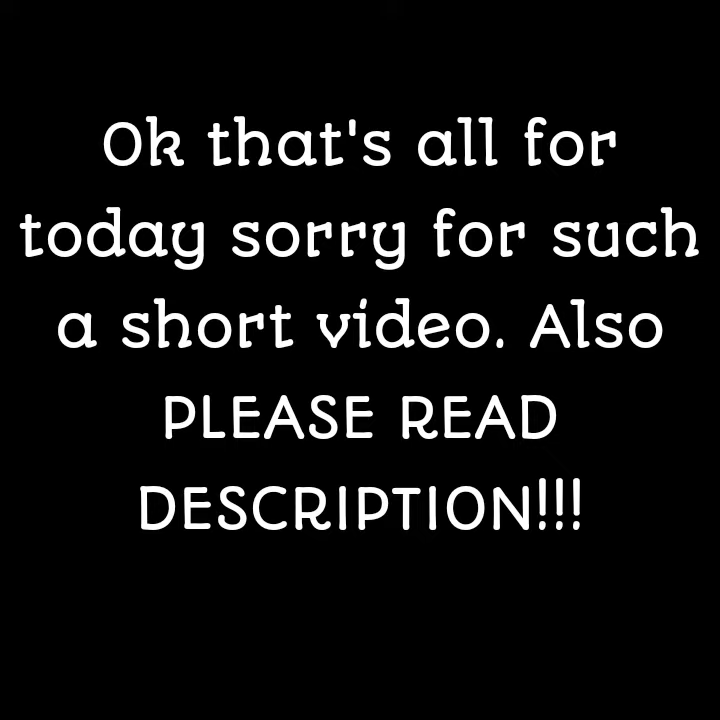 Ok that's all for
today sorry for such
a short video. Also
PLEASE READ
DESCRIPTION!!!